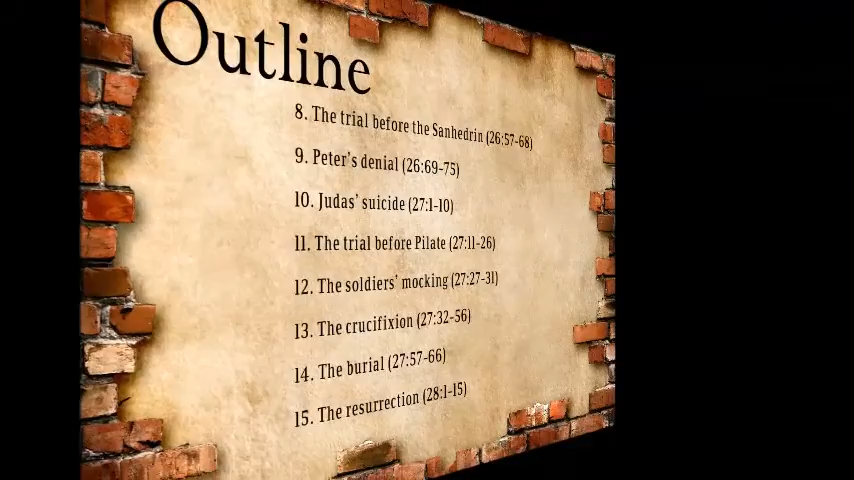 Outline
8. The trial before the Sanhedrin (26:57-68)
9. Peter's denial (26:69-75)
10. Judas' suicide (27:1-10)
11. The trial before Pilate (27:11-26)
12. The soldiers' mocking (27:27-31)
13. The crucifixion (27:32-56)
14. The burial (27:57-66)
15. The resurrection (28:1-15)